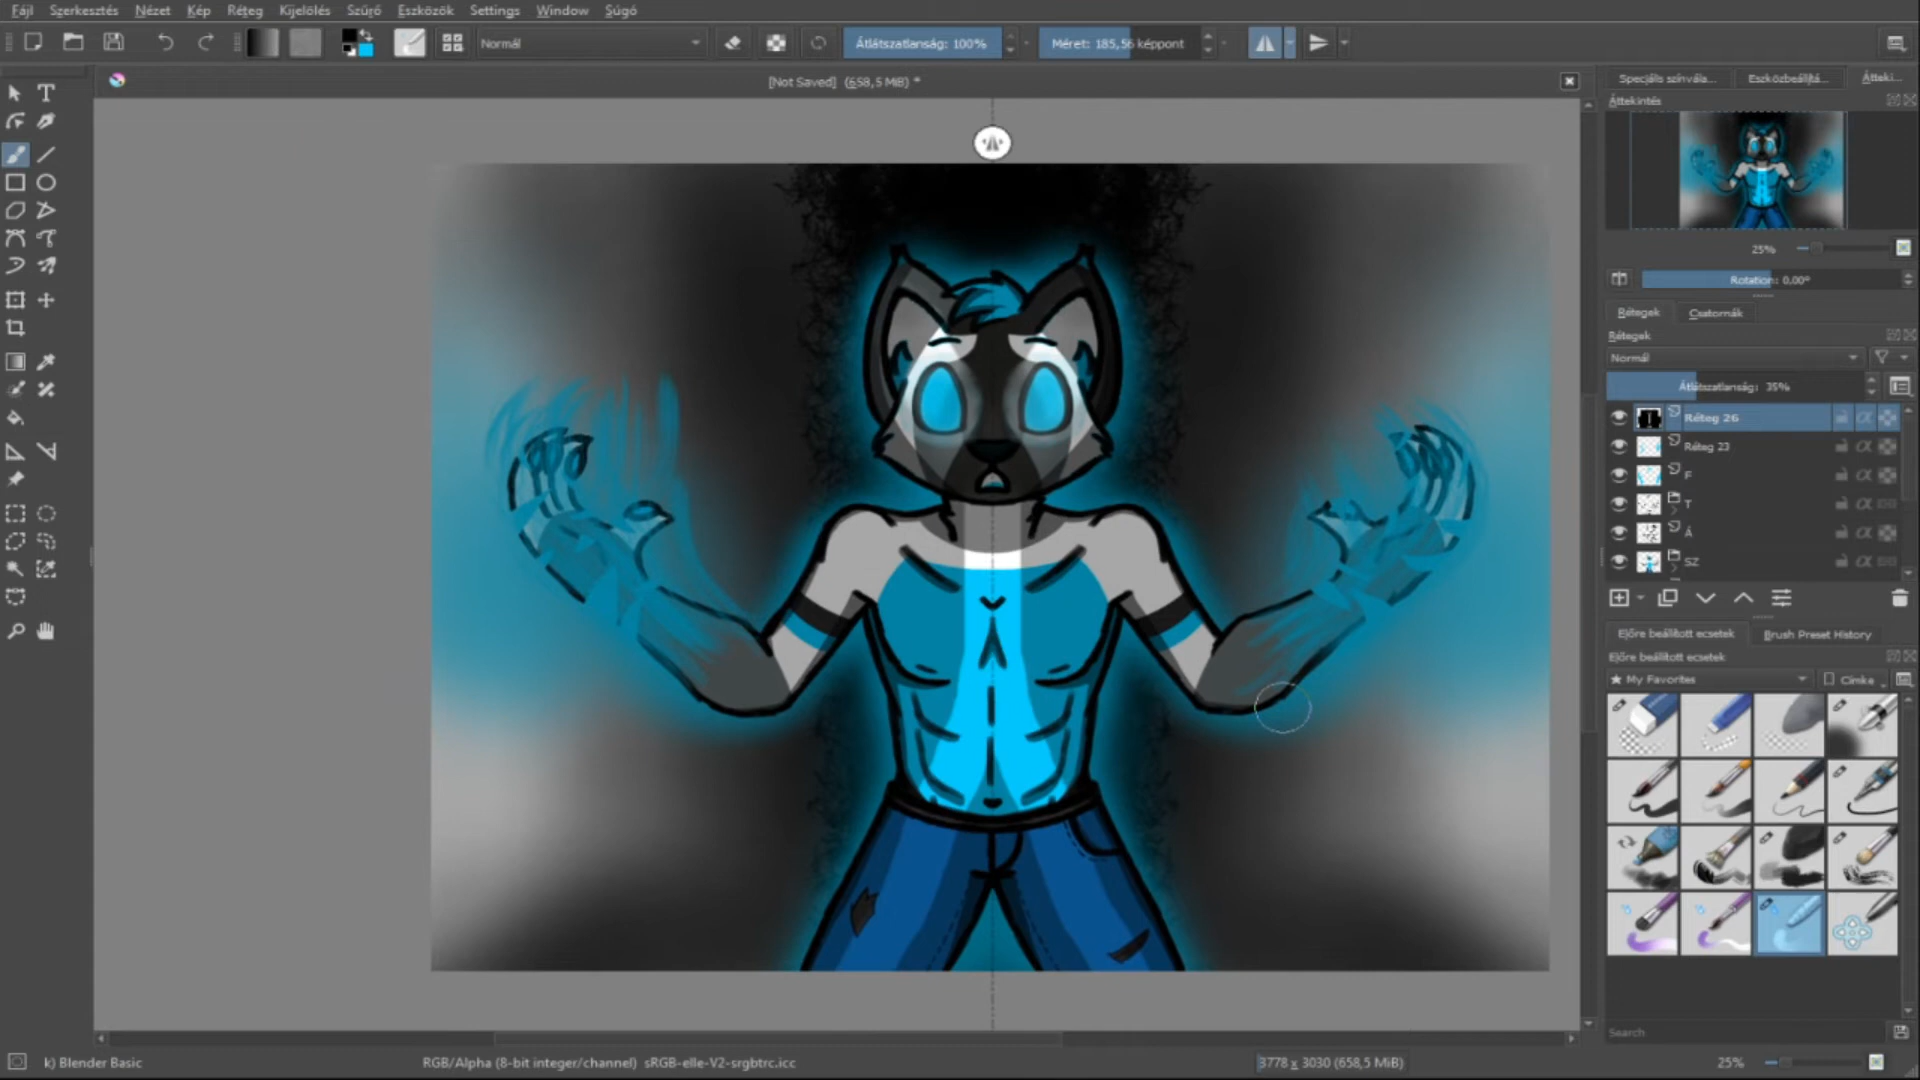 Fájl Szerkesztés Nézet Kép Réteg Kijelölés Szűrő Eszközök Settings Window Súgó
Normál Átlátszatlanság: 100% Méret: 185,56 képpont
[Not Saved] (658,5 MiB) *
Speciális színvála... Eszközbeállítá... Átteki...
Áttekintés
25%
Rotation: 0,00°
Rétegek Csatornák
Rétegek
Normál
Átlátszatlanság: 35%
Réteg 26
Réteg 23
F
T
Á
SZ
Előre beállított ecsetek Brush Preset History
Előre beállított ecsetek
★ My Favorites Címke
Search
k) Blender Basic RGB/Alpha (8-bit integer/channel) sRGB-elle-V2-srgbtrc.icc 3778 x 3030 (658,5 MiB) 25%